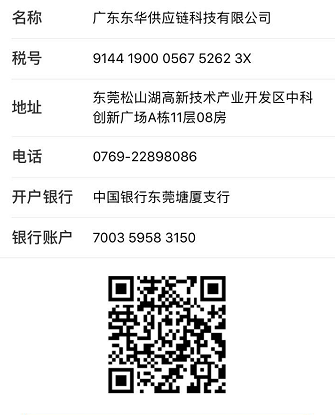 名称 广东东华供应链科技有限公司
税号 9144 1900 0567 5262 3X
地址 东莞松山湖高新技术产业开发区中科
创新广场A栋11层08房
电话 0769-22898086
开户银行 中国银行东莞塘厦支行
银行账户 7003 5958 3150